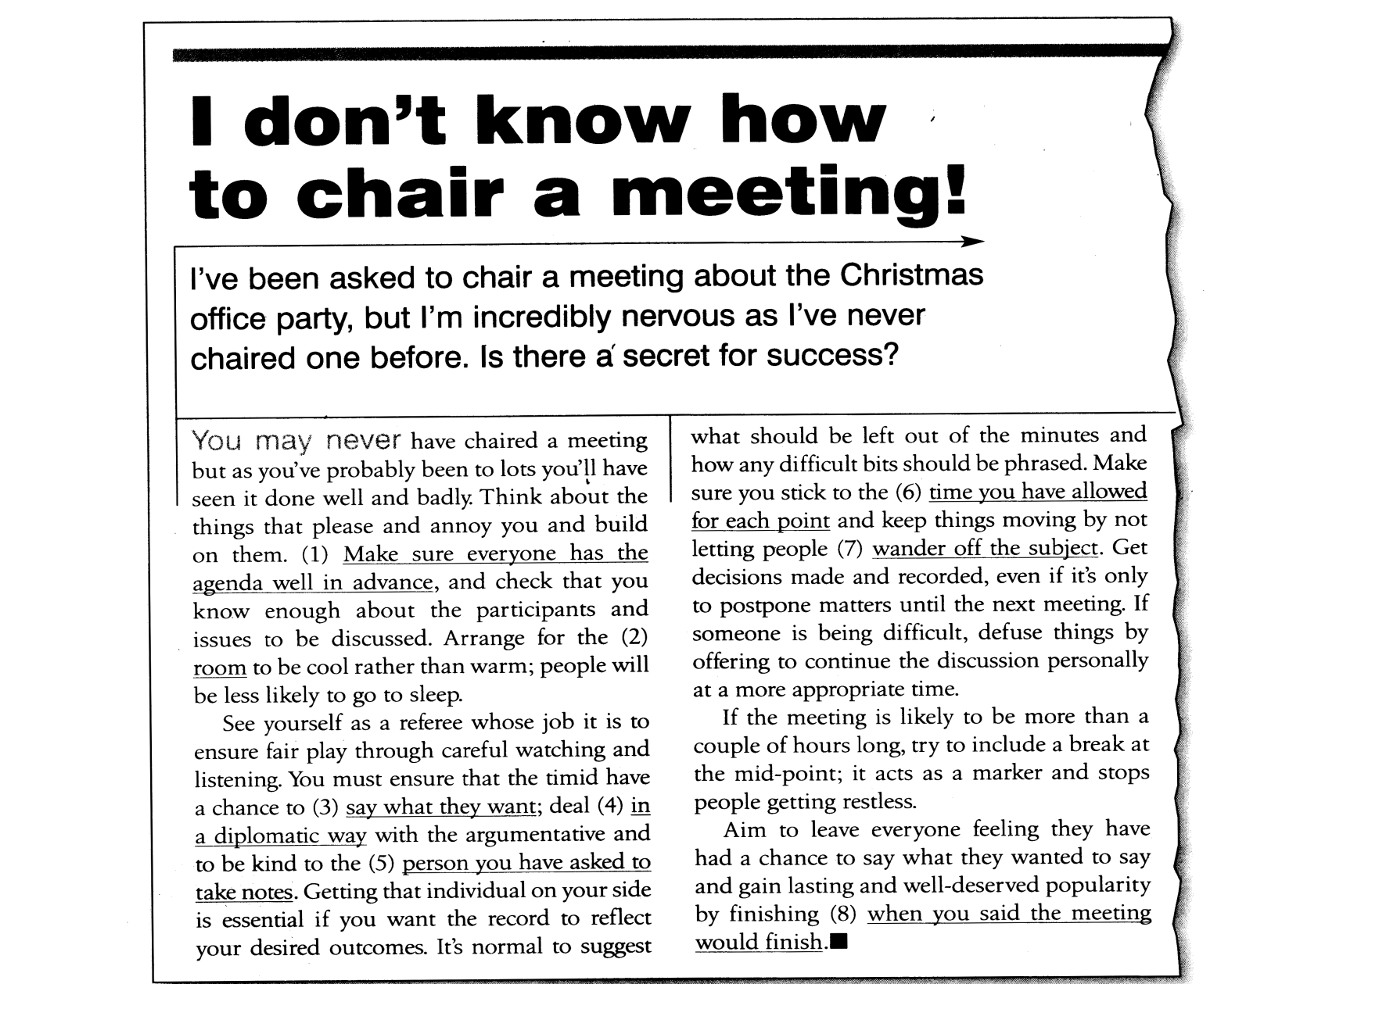 I don't know how
to chair a meeting!
I've been asked to chair a meeting about the Christmas
office party, but I'm incredibly nervous as I've never
chaired one before. Is there a secret for success?
You may never have chaired a meeting
but as you've probably been to lots you'll have
seen it done well and badly. Think about the
things that please and annoy you and build
on them. (1) Make sure everyone has the
agenda well in advance, and check that you
know enough about the participants and
issues to be discussed. Arrange for the (2)
room to be cool rather than warm; people will
be less likely to go to sleep.
See yourself as a referee whose job it is to
ensure fair play through careful watching and
listening. You must ensure that the timid have
a chance to (3) say what they want; deal (4) in
a diplomatic way with the argumentative and
to be kind to the (5) person you have asked to
take notes. Getting that individual on your side
is essential if you want the record to reflect
your desired outcomes. It's normal to suggest
what should be left out of the minutes and
how any difficult bits should be phrased. Make
sure you stick to the (6) time you have allowed
for each point and keep things moving by not
letting people (7) wander off the subject. Get
decisions made and recorded, even if it's only
to postpone matters until the next meeting. If
someone is being difficult, defuse things by
offering to continue the discussion personally
at a more appropriate time.
If the meeting is likely to be more than a
couple of hours long, try to include a break at
the mid-point; it acts as a marker and stops
people getting restless.
Aim to leave everyone feeling they have
had a chance to say what they wanted to say
and gain lasting and well-deserved popularity
by finishing (8) when you said the meeting
would finish.■